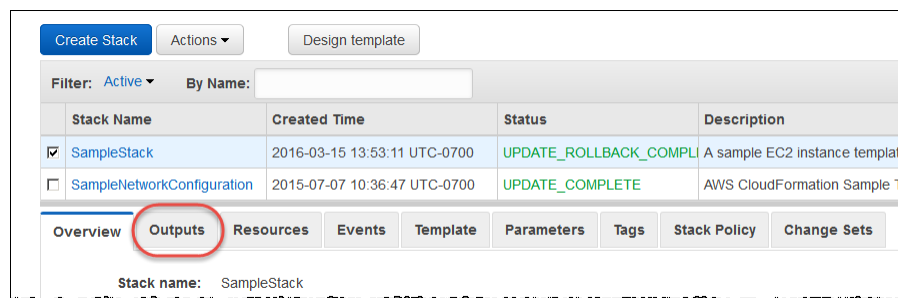 Create Stack Actions Design template
Filter: Active By Name:
Stack Name Created Time Status Description
SampleStack 2016-03-15 13:53:11 UTC-0700 UPDATE_ROLLBACK_COMPL A sample EC2 instance templat
SampleNetworkConfiguration 2015-07-07 10:36:47 UTC-0700 UPDATE_COMPLETE AWS CloudFormation Sample T
Overview Outputs Resources Events Template Parameters Tags Stack Policy Change Sets
Stack name: SampleStack